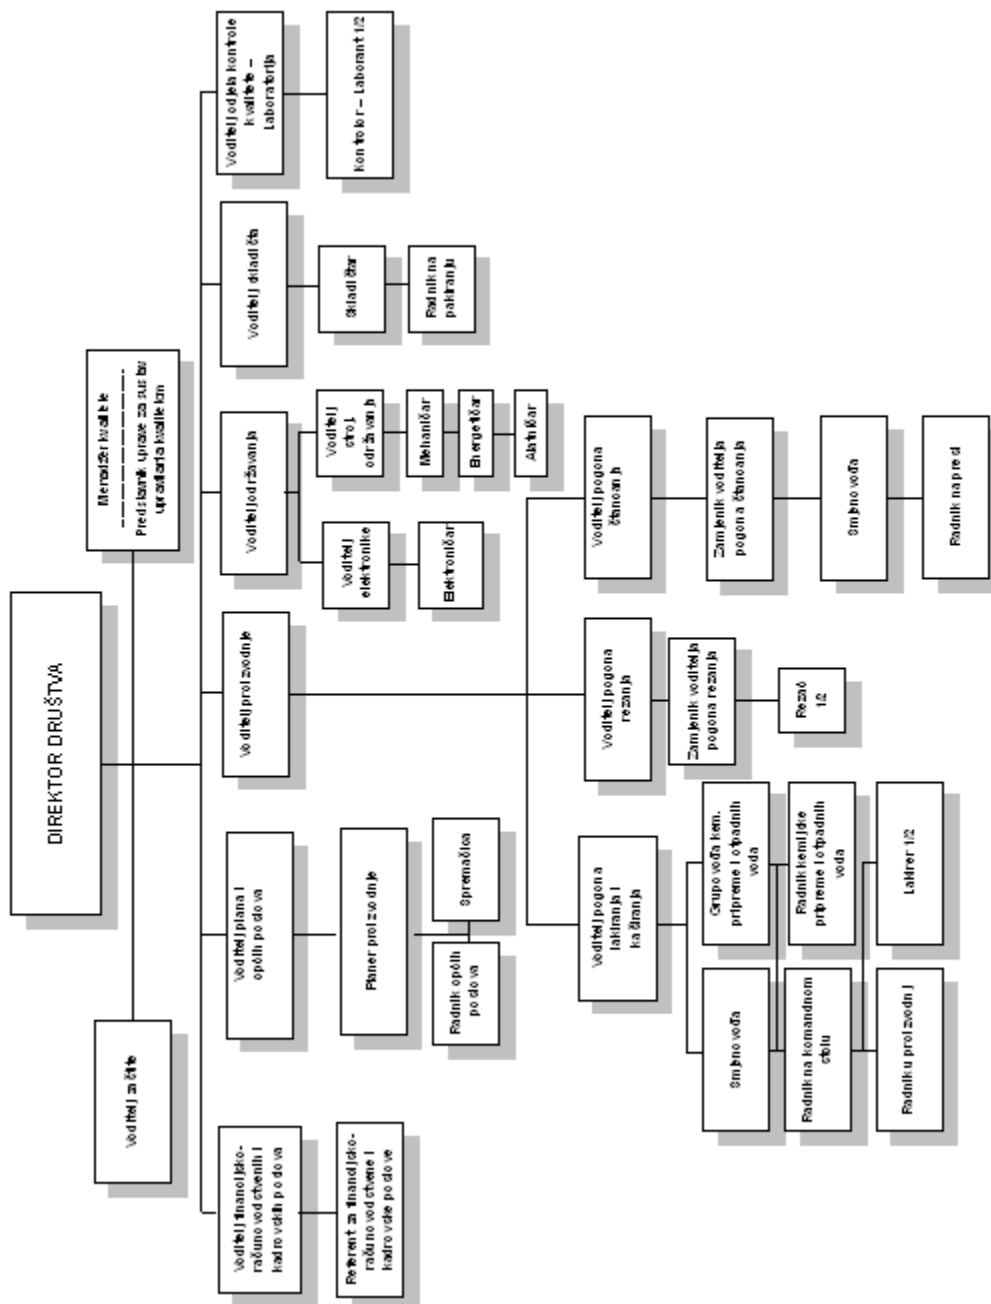 DIREKTOR DRUŠTVA
Voditelj zaštite
Menadžer kvalitete
Predstavnik uprave za sustav
upravljanja kvalitetom
Voditelj financijsko-
računovodstvenih i
kadrovskih poslova
Referent za financijsko-
računovodstvene i
kadrovske poslove
Voditelj plana i
općih poslova
Planer proizvodnje
Radnik općih
poslova
Spremačica
Voditelj proizvodnje
Voditelj održavanja
Voditelj
elektronike
Elektroničar
Voditelj
stroj.
održavanja
Mehaničar
Energetičar
Alatničar
Voditelj skladišta
Skladištar
Radnik na
pakiranju
Voditelj odjela kontrole
kvalitete –
Laboratorija
Kontrolor – Laborant 1/2
Voditelj pogona
lakiranja i
kaširanja
Smjenovođa
Grupovođa kem.
pripreme i otpadnih
voda
Radnik na komandnom
stolu
Radnik kemijske
pripreme i otpadnih
voda
Radnik u proizvodnji
Lakirer 1/2
Voditelj pogona
rezanja
Zamjenik voditelja
pogona rezanja
Rezač
1/2
Voditelj pogona
štancanja
Zamjenik voditelja
pogona štancanja
Smjenovođa
Radnik na presi